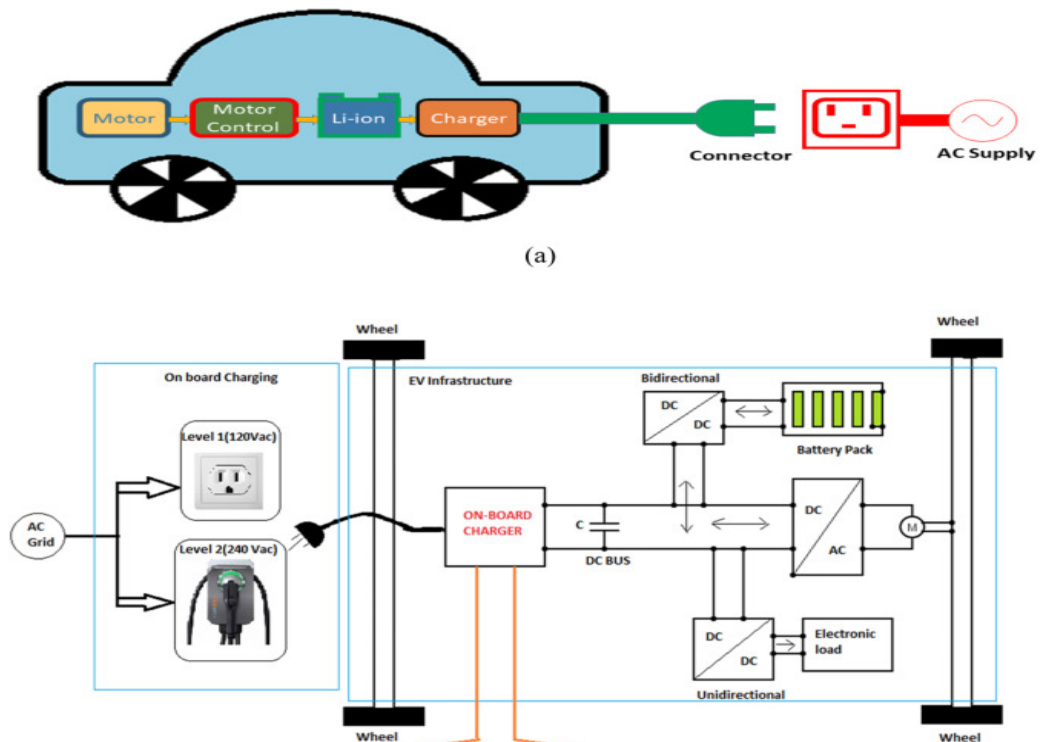 Motor
Motor
Control
Li-ion
Charger
Connector
AC Supply
(a)
Wheel
Wheel
On board Charging
EV Infrastructure
Bidirectional
Level 1(120Vac)
DC
DC
Battery Pack
AC
Grid
Level 2(240 Vac)
ON-BOARD
CHARGER
C
DC BUS
DC
AC
M
DC
DC
Electronic
load
Unidirectional
Wheel
Wheel